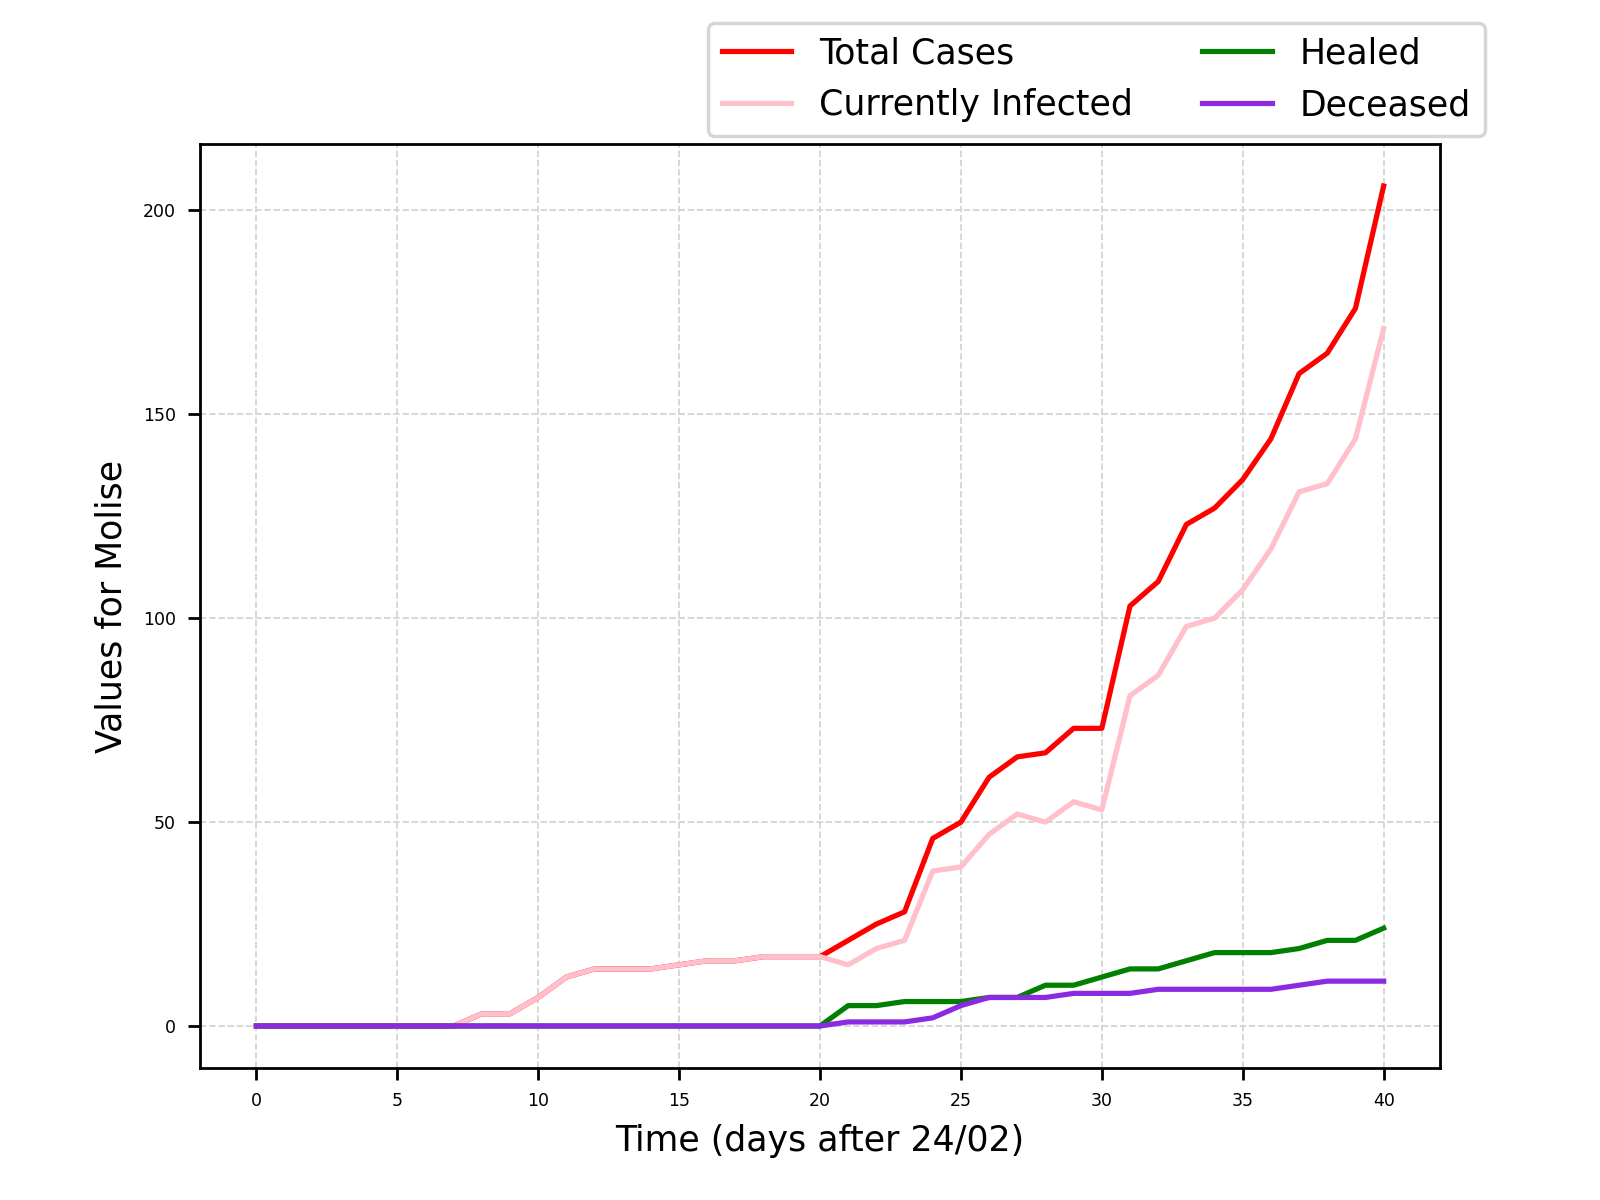 Total Cases
Currently Infected
Healed
Deceased
200
150
100
50
0
Values for Molise
0 5 10 15 20 25 30 35 40
Time (days after 24/02)